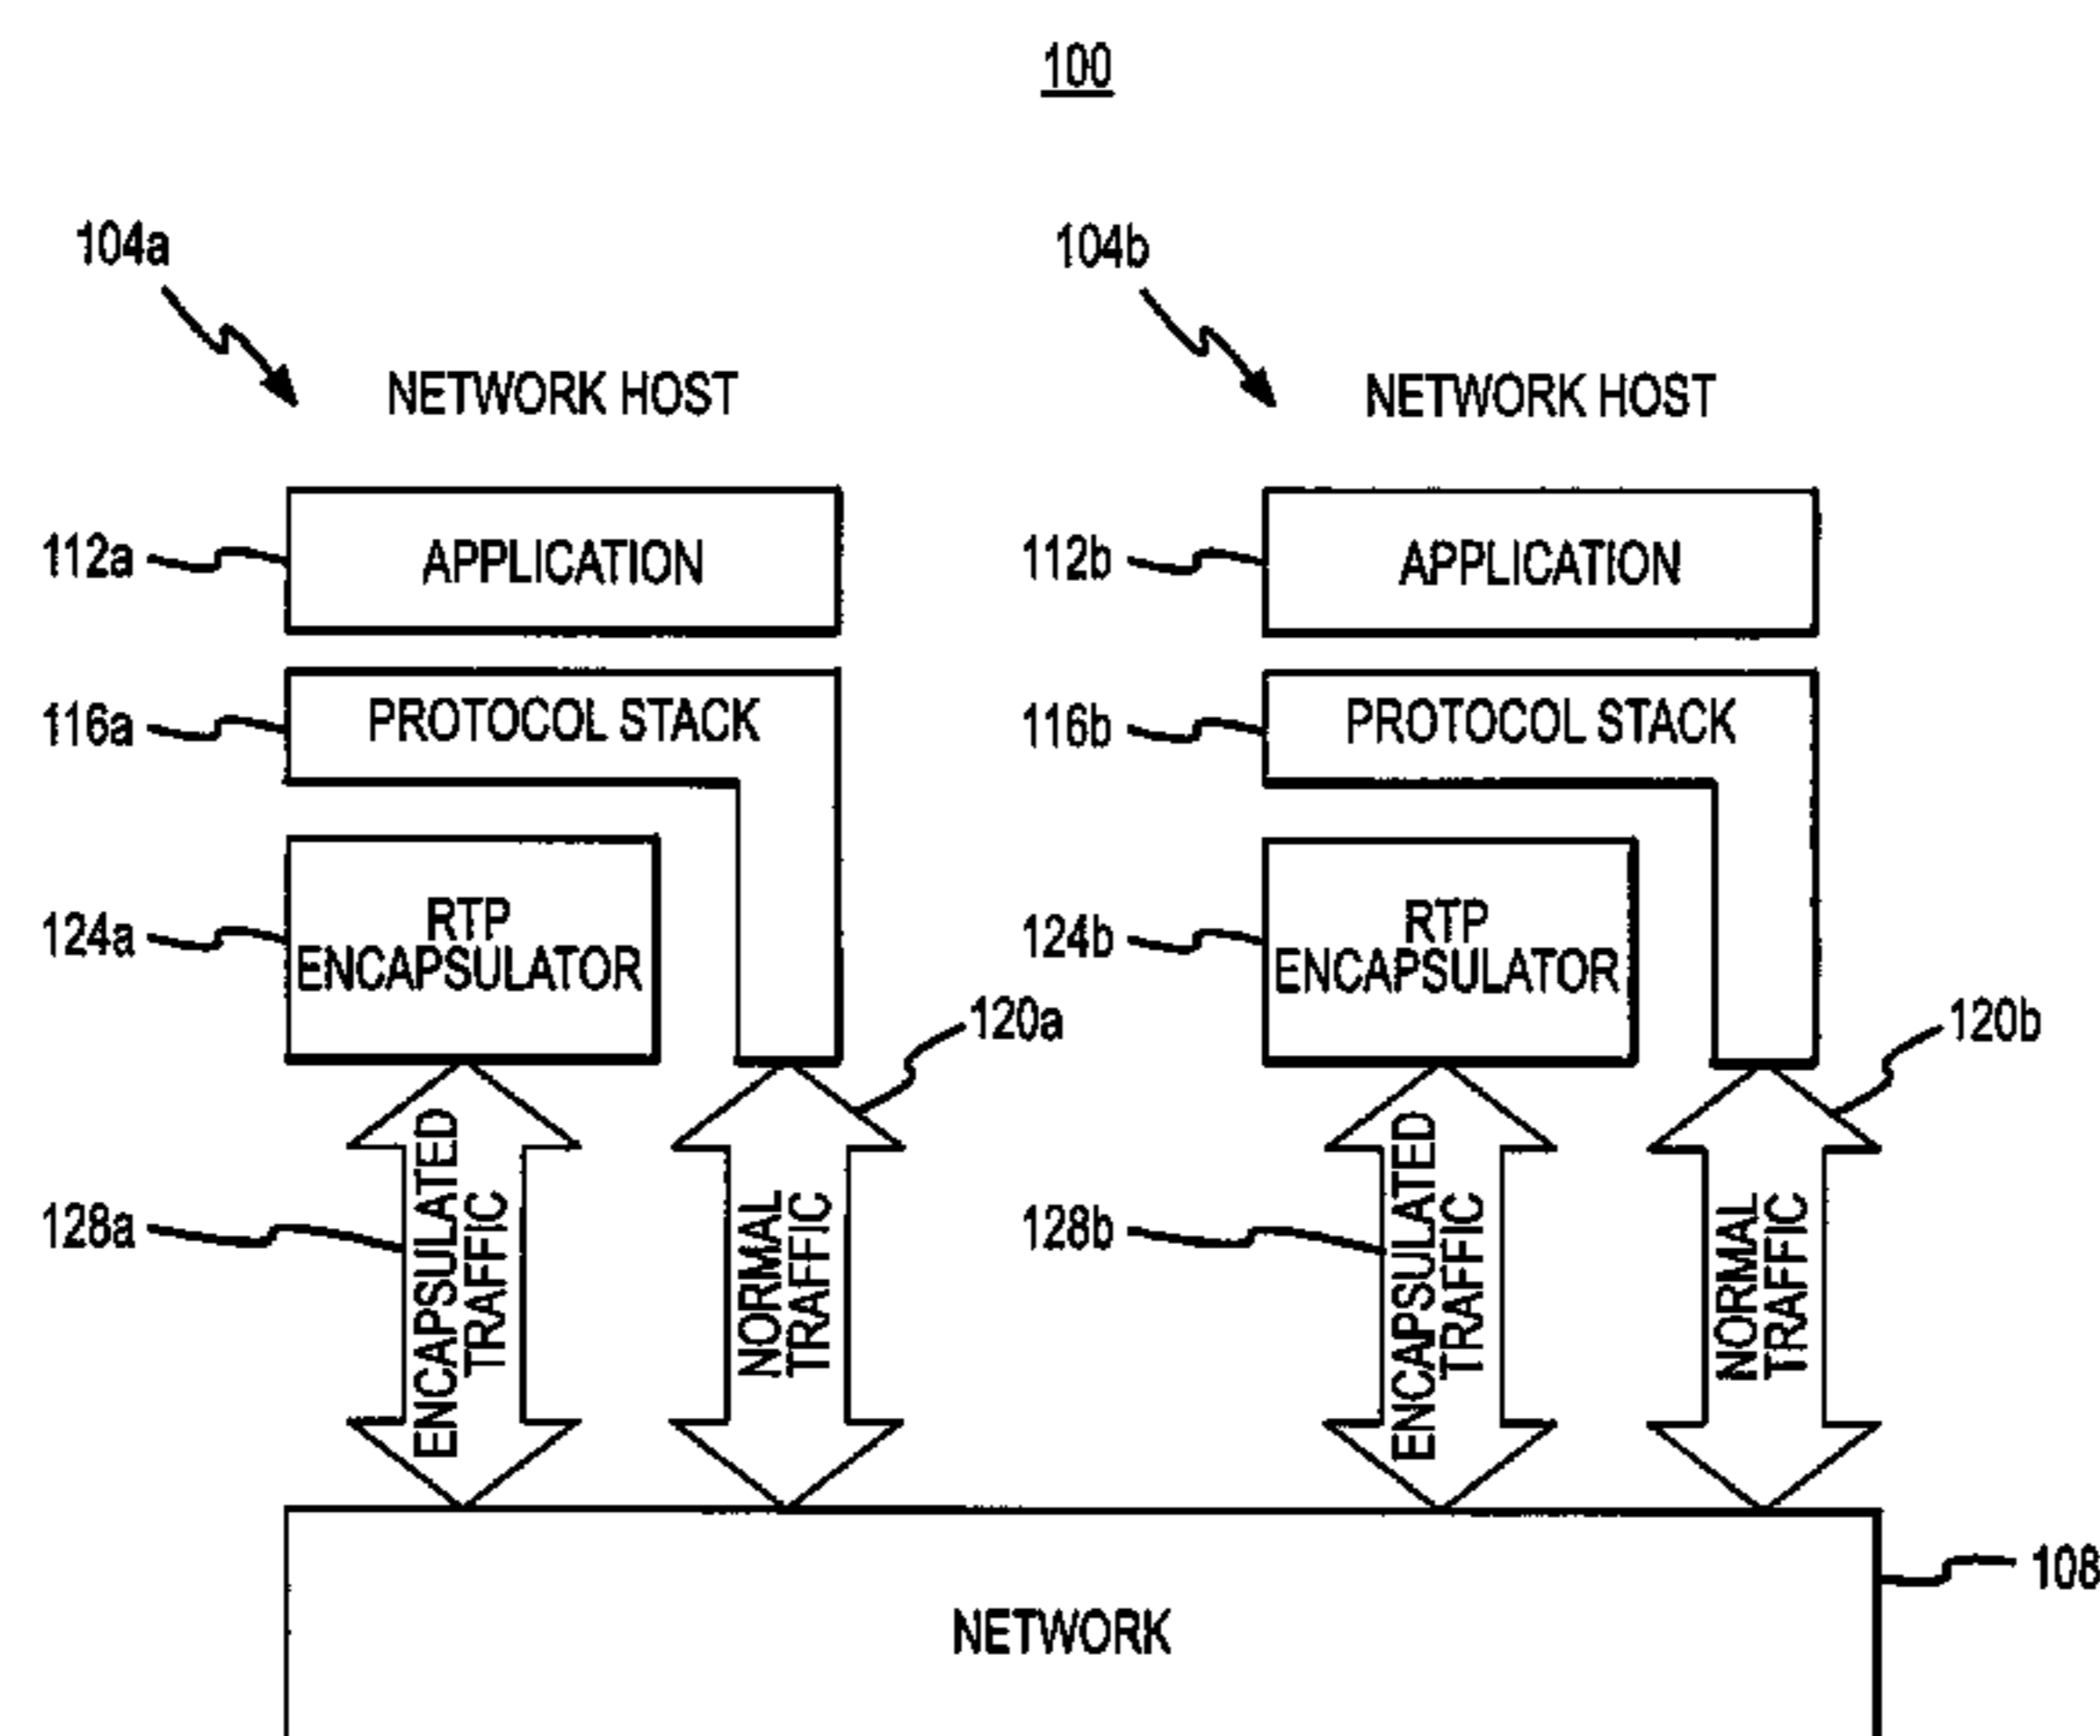 100
104a
104b
NETWORK HOST
NETWORK HOST
112a
APPLICATION
112b
APPLICATION
116a
PROTOCOL STACK
116b
PROTOCOL STACK
124a
RTP
ENCAPSULATOR
124b
RTP
ENCAPSULATOR
120a
120b
128a
ENCAPSULATED
TRAFFIC
NORMAL
TRAFFIC
128b
ENCAPSULATED
TRAFFIC
NORMAL
TRAFFIC
108
NETWORK